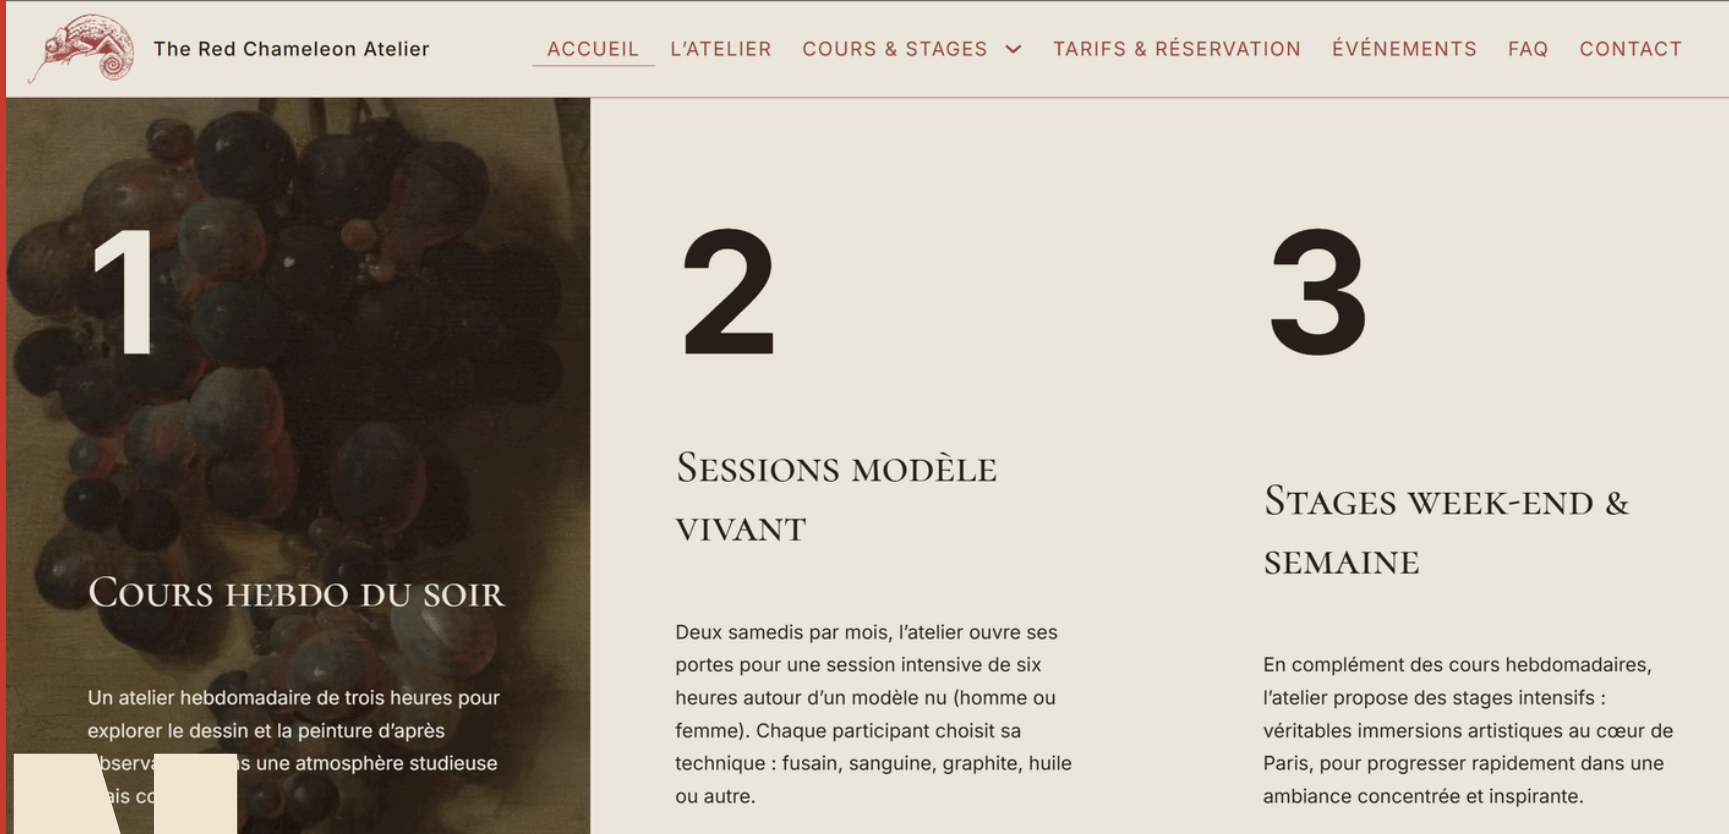 The Red Chameleon Atelier
ACCUEIL L'ATELIER COURS & STAGES TARIFS & RÉSERVATION ÉVÉNEMENTS FAQ CONTACT
1
Cours hebdo du soir
Un atelier hebdomadaire de trois heures pour
explorer le dessin et la peinture d'après
une atmosphère studieuse
2
Sessions modèle
vivant
Deux samedis par mois, l'atelier ouvre ses
portes pour une session intensive de six
heures autour d'un modèle nu (homme ou
femme). Chaque participant choisit sa
technique : fusain, sanguine, graphite, huile
ou autre.
3
Stages week-end &
semaine
En complément des cours hebdomadaires,
l'atelier propose des stages intensifs :
véritables immersions artistiques au cœur de
Paris, pour progresser rapidement dans une
ambiance concentrée et inspirante.